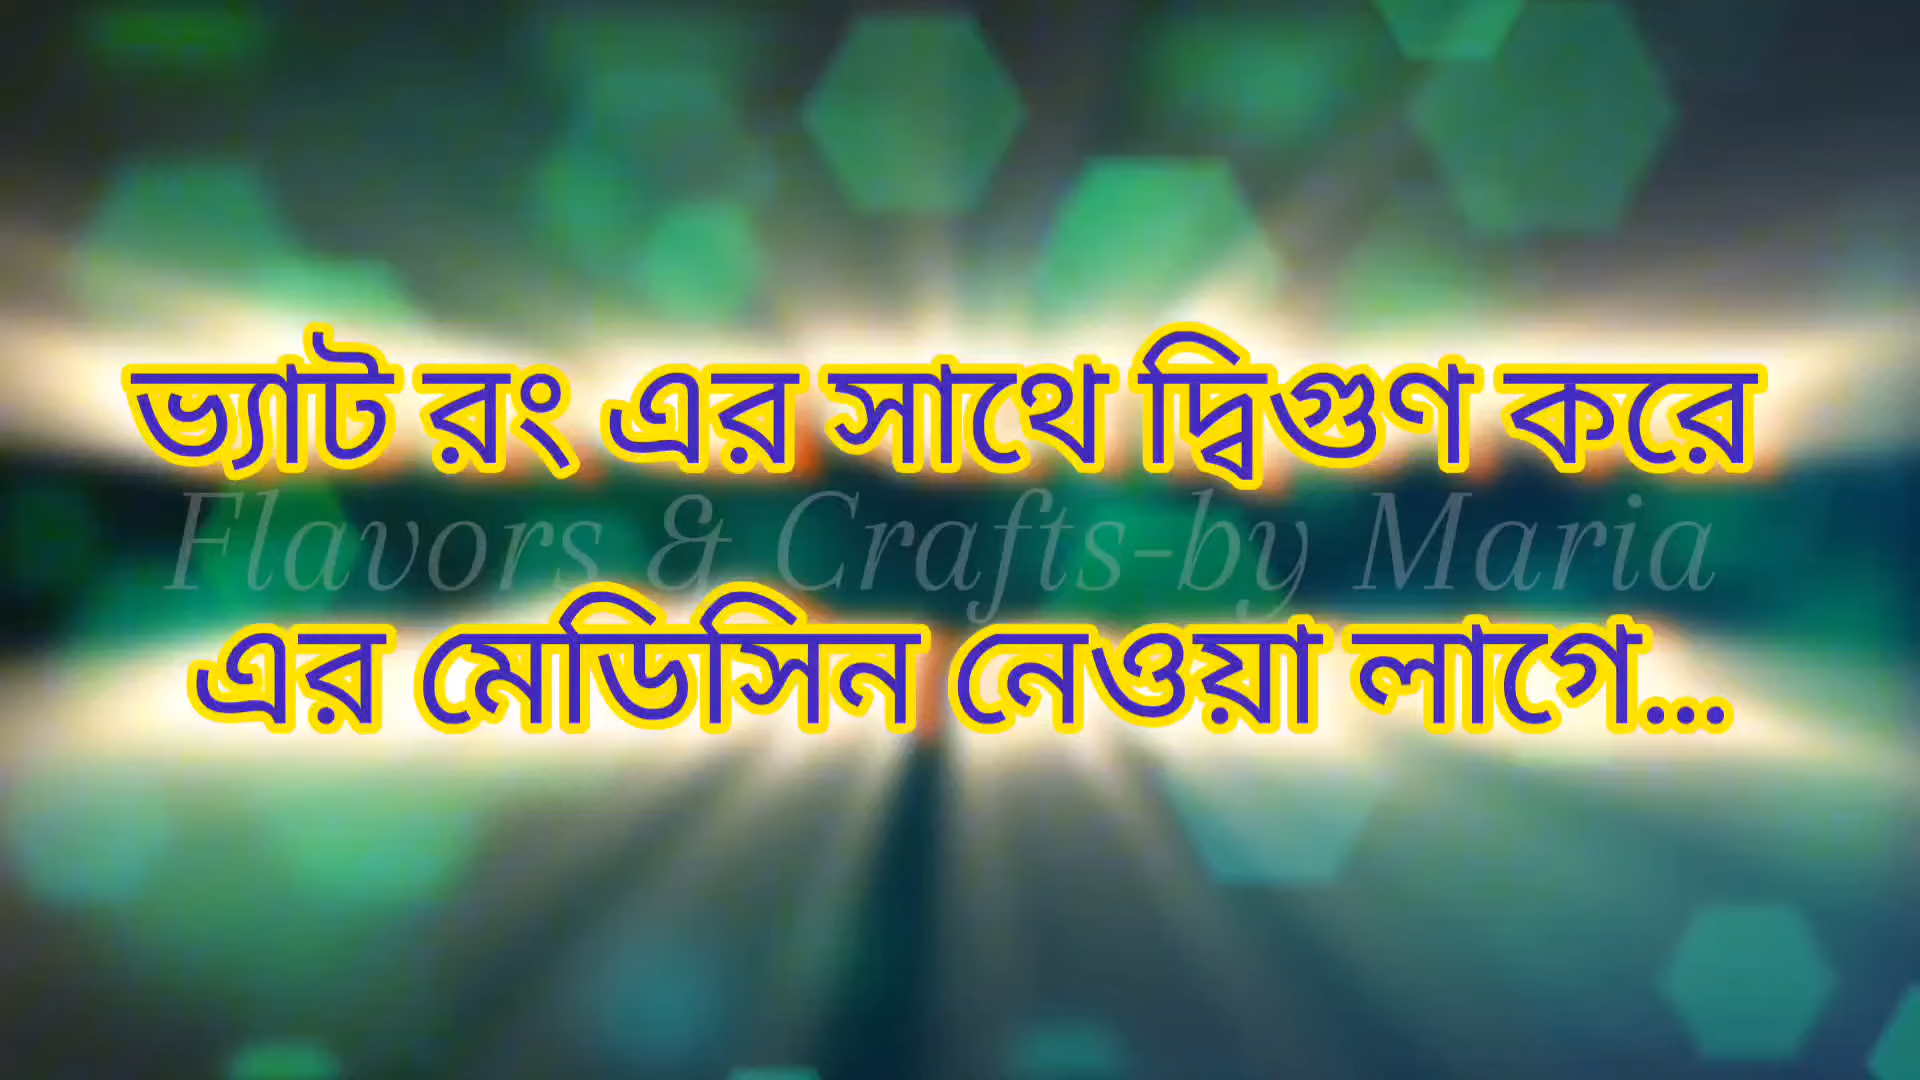 ভ্যাট রং এর সাথে দ্বিগুণ করে
Flavors & Crafts-by Maria
এর মেডিসিন নেওয়া লাগে...